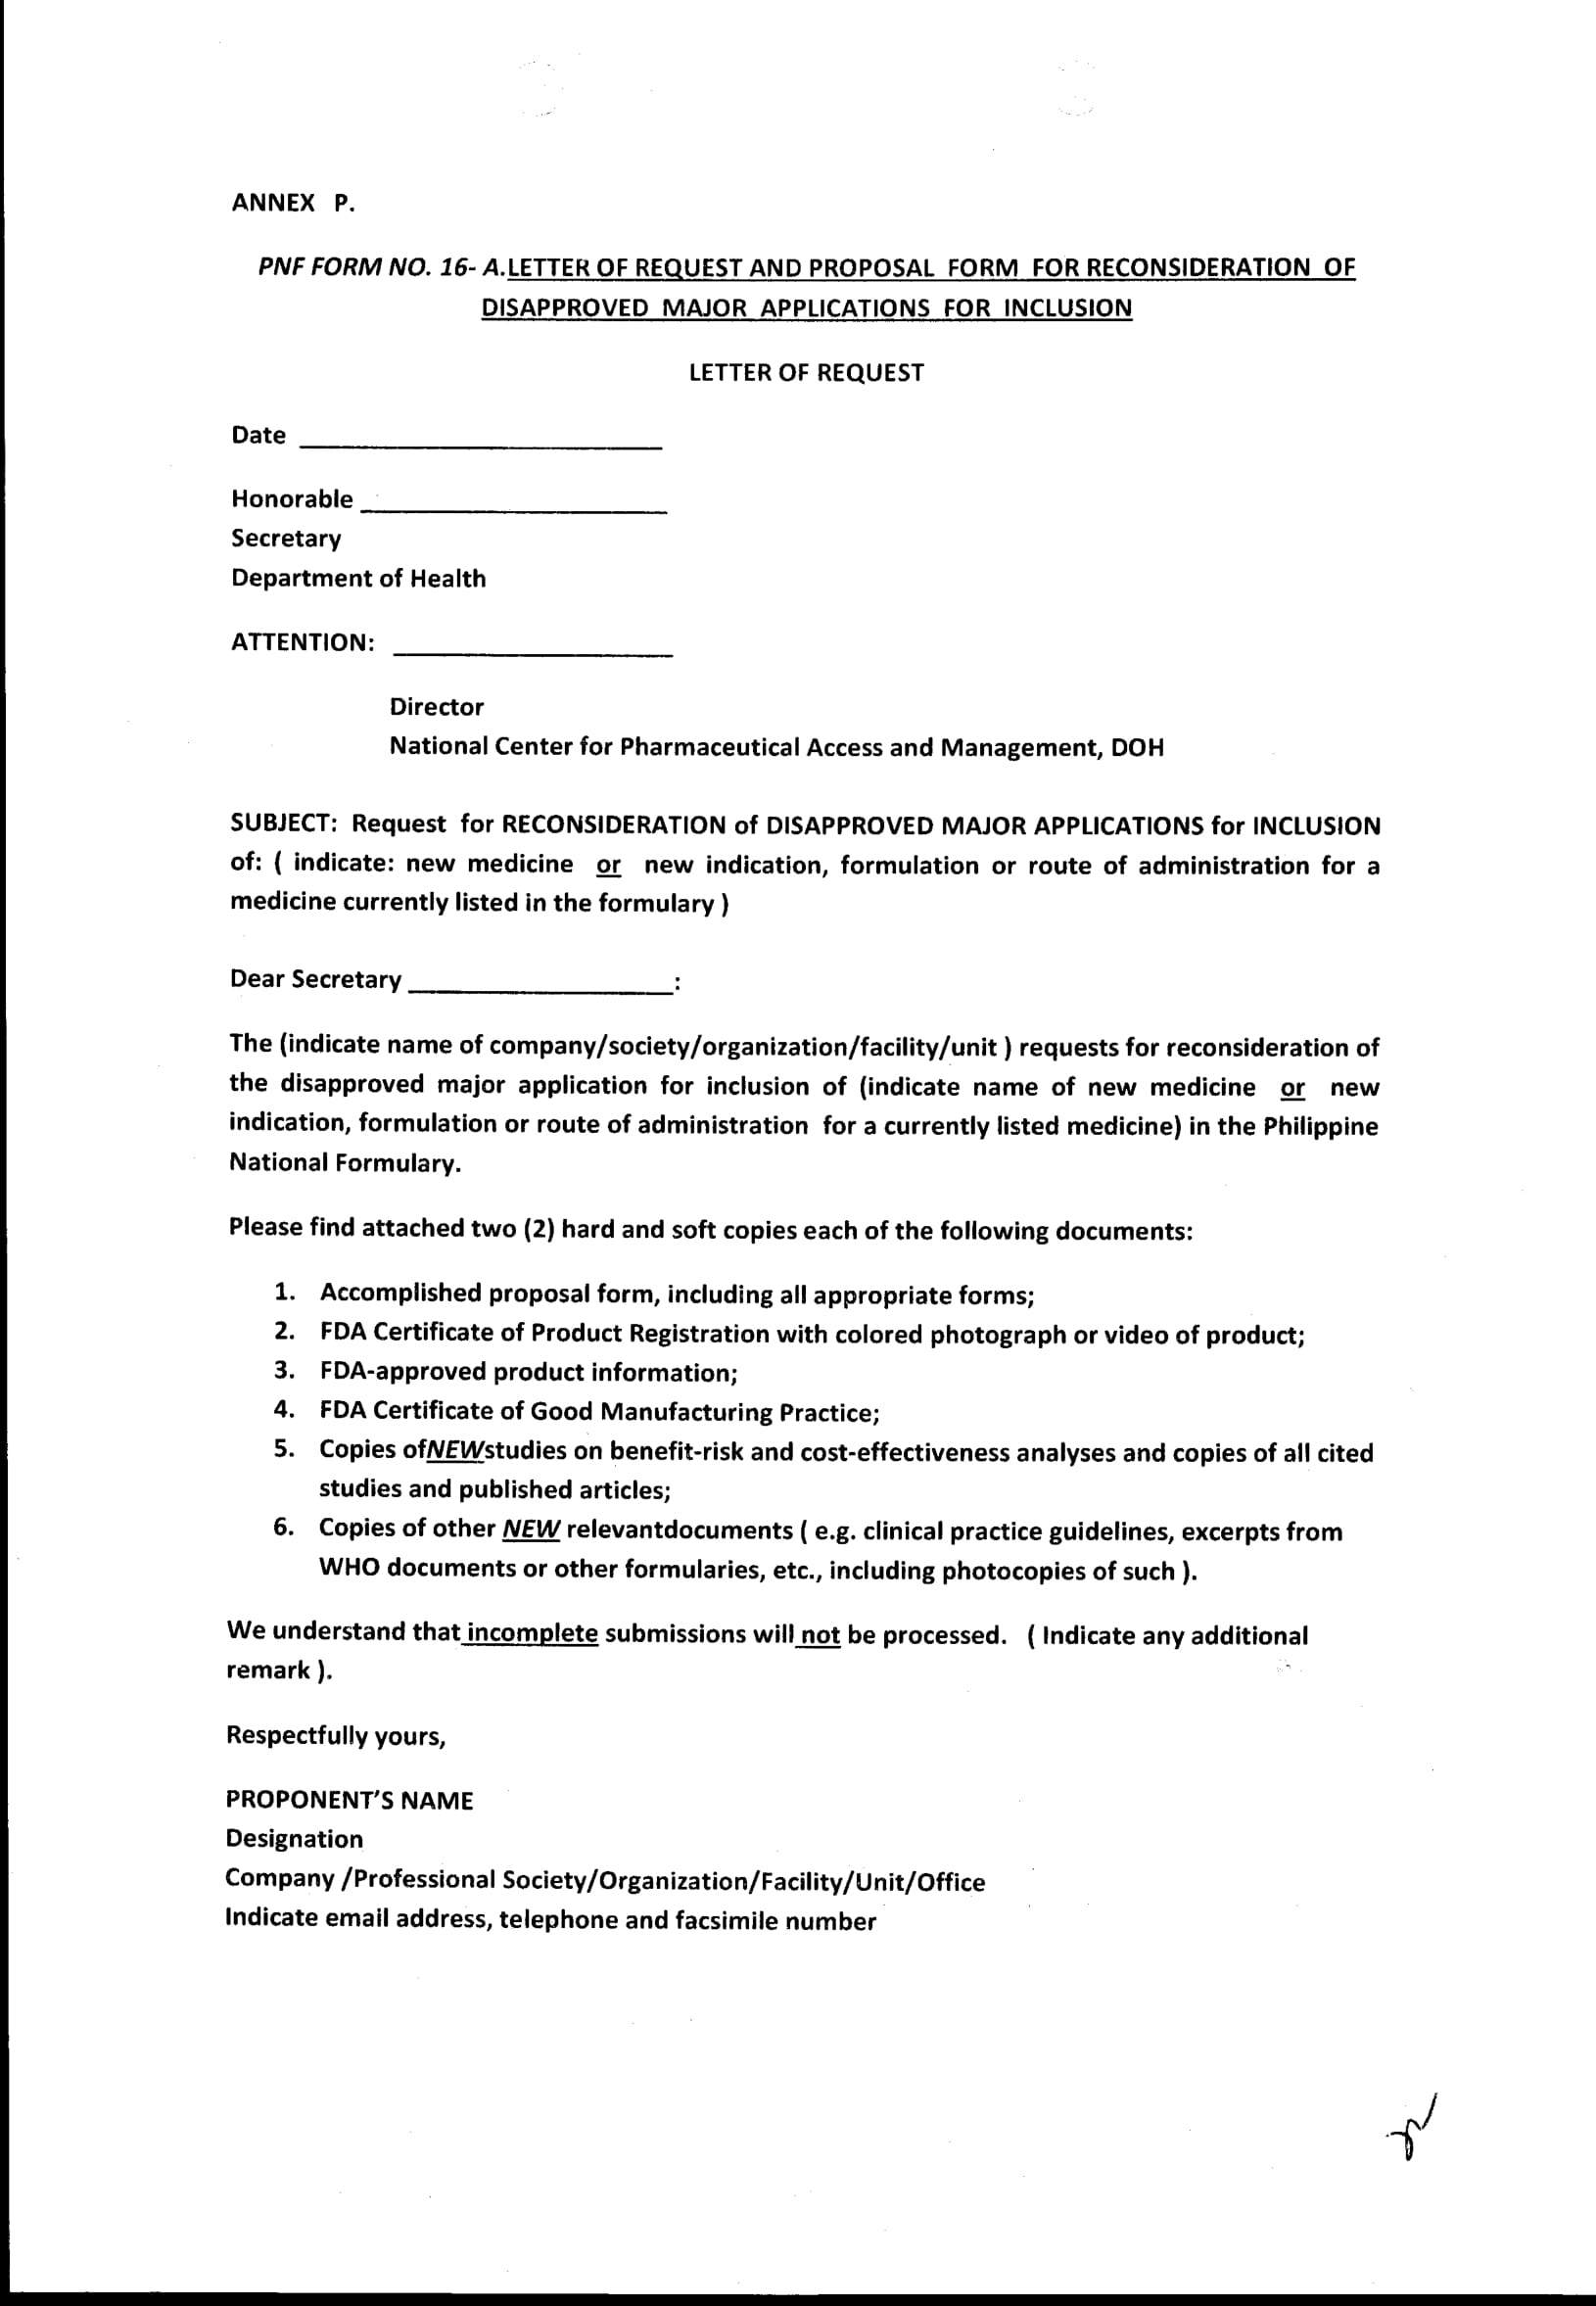 ANNEX P.
PNF FORM NO. 16- A.LETTER OF REQUEST AND PROPOSAL FORM FOR RECONSIDERATION OF
DISAPPROVED MAJOR APPLICATIONS FOR INCLUSION
LETTER OF REQUEST
Date ____________________
Honorable ____________________
Secretary
Department of Health
ATTENTION: ____________________
Director
National Center for Pharmaceutical Access and Management, DOH
SUBJECT: Request for RECONSIDERATION of DISAPPROVED MAJOR APPLICATIONS for INCLUSION
of: ( indicate: new medicine or new indication, formulation or route of administration for a
medicine currently listed in the formulary )
Dear Secretary ____________________:
The (indicate name of company/society/organization/facility/unit ) requests for reconsideration of
the disapproved major application for inclusion of (indicate name of new medicine or new
indication, formulation or route of administration for a currently listed medicine) in the Philippine
National Formulary.
Please find attached two (2) hard and soft copies each of the following documents:
1. Accomplished proposal form, including all appropriate forms;
2. FDA Certificate of Product Registration with colored photograph or video of product;
3. FDA-approved product information;
4. FDA Certificate of Good Manufacturing Practice;
5. Copies ofNEWstudies on benefit-risk and cost-effectiveness analyses and copies of all cited
studies and published articles;
6. Copies of other NEW relevantdocuments ( e.g. clinical practice guidelines, excerpts from
WHO documents or other formularies, etc., including photocopies of such ).
We understand that incomplete submissions will not be processed. ( Indicate any additional
remark ).
Respectfully yours,
PROPONENT'S NAME
Designation
Company /Professional Society/Organization/Facility/Unit/Office
Indicate email address, telephone and facsimile number